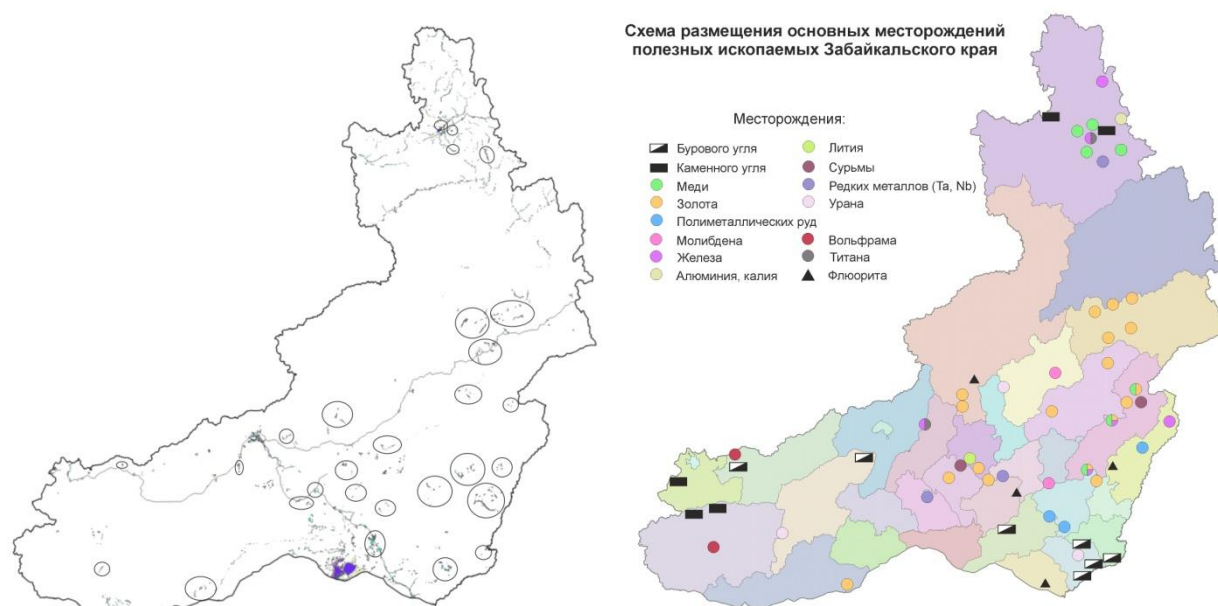 Схема размещения основных месторождений
полезных ископаемых Забайкальского края
Месторождения:
Бурового угля
Каменного угля
Меди
Золота
Полиметаллических руд
Молибдена
Железа
Алюминия, калия
Лития
Сурьмы
Редких металлов (Ta, Nb)
Урана
Вольфрама
Титана
Флюорита